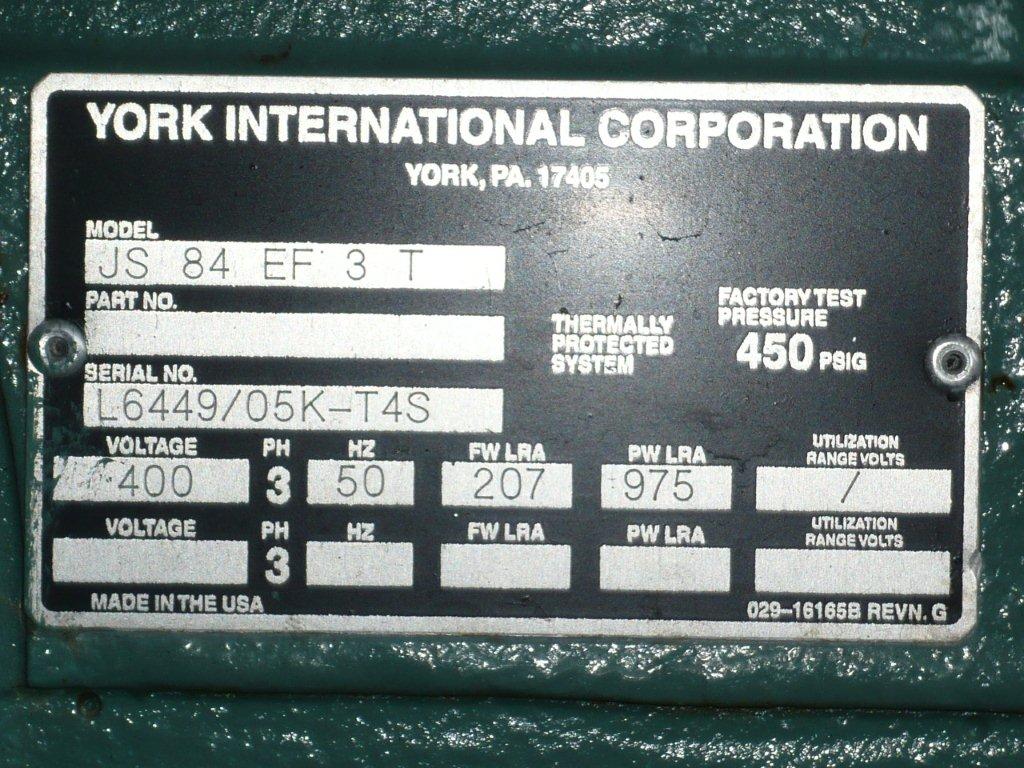 YORK INTERNATIONAL CORPORATION
YORK, PA. 17405
MODEL
JS 84 EF 3 T
PART NO.
THERMALLY
PROTECTED
SYSTEM
FACTORY TEST
PRESSURE
450 PSIG
SERIAL NO.
L6449/05K-T4S
VOLTAGE PH HZ FW LRA PW LRA UTILIZATION
RANGE VOLTS
400 3 50 207 975 /
VOLTAGE PH HZ FW LRA PW LRA UTILIZATION
RANGE VOLTS
3
MADE IN THE USA 029-16165B REVN. G